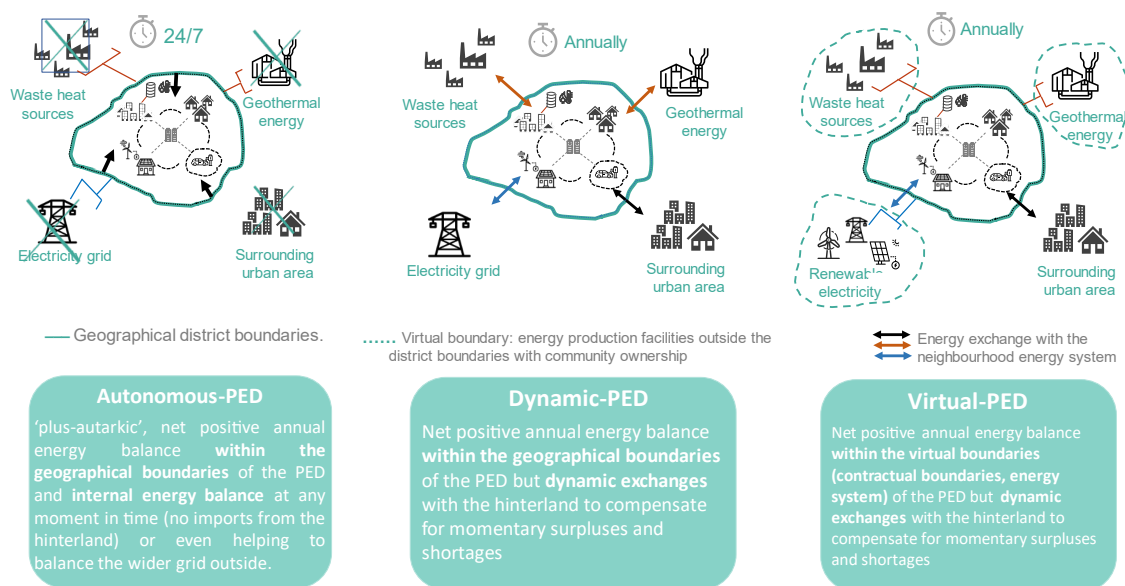 24/7
Waste heat
sources
Geothermal
energy
Electricity grid
Surrounding
urban area
Annually
Waste heat
sources
Geothermal
energy
Electricity grid
Surrounding
urban area
Annually
Waste heat
sources
Geothermal
energy
Renewable
electricity
Surrounding
urban area
Geographical district boundaries.
Virtual boundary: energy production facilities outside the
district boundaries with community ownership
Energy exchange with the
neighbourhood energy system
Autonomous-PED
‘plus-autarkic’, net positive annual
energy balance within the
geographical boundaries of the PED
and internal energy balance at any
moment in time (no imports from the
hinterland) or even helping to
balance the wider grid outside.
Dynamic-PED
Net positive annual energy balance
within the geographical boundaries
of the PED but dynamic exchanges
with the hinterland to compensate
for momentary surpluses and
shortages
Virtual-PED
Net positive annual energy balance
within the virtual boundaries
(contractual boundaries, energy
system) of the PED but dynamic
exchanges with the hinterland to
compensate for momentary surpluses
and shortages